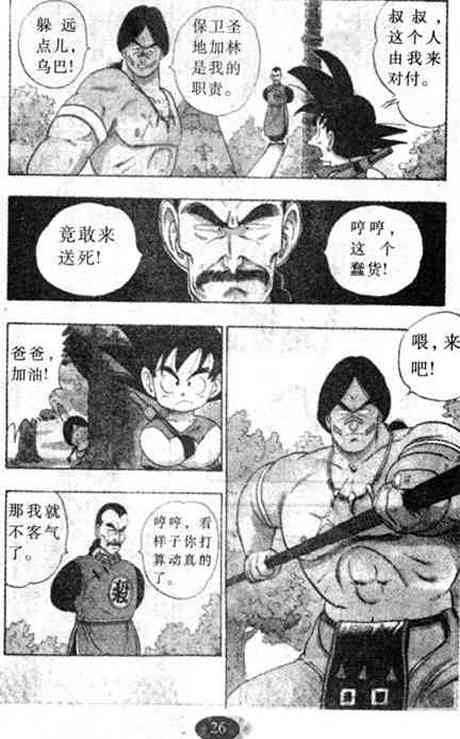 叔叔，
这个人
由我来
对付。
保卫圣
地加林
是我的
职责。
躲远
点儿，
乌巴！
哼哼，
这个
蠢货！
竟敢来
送死！
喂，来
吧！
爸爸，
加油！
哼哼，看
样子你打
算动真的
了。
那我就
不客气
了。
殺
26